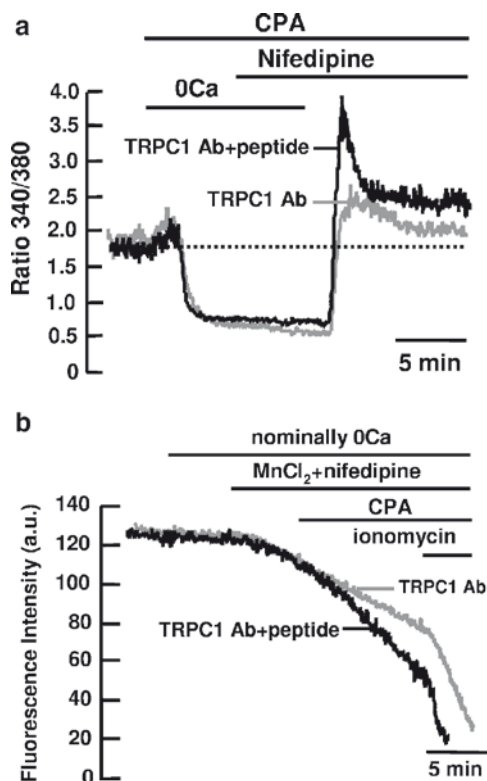 a
CPA
Nifedipine
0Ca
4.0
3.5
3.0
2.5
2.0
1.5
1.0
0.5
0
Ratio 340/380
TRPC1 Ab+peptide
TRPC1 Ab
5 min
b
nominally 0Ca
MnCl₂+nifedipine
CPA
ionomycin
140
120
100
80
60
40
20
0
Fluorescence Intensity (a.u.)
TRPC1 Ab
TRPC1 Ab+peptide
5 min